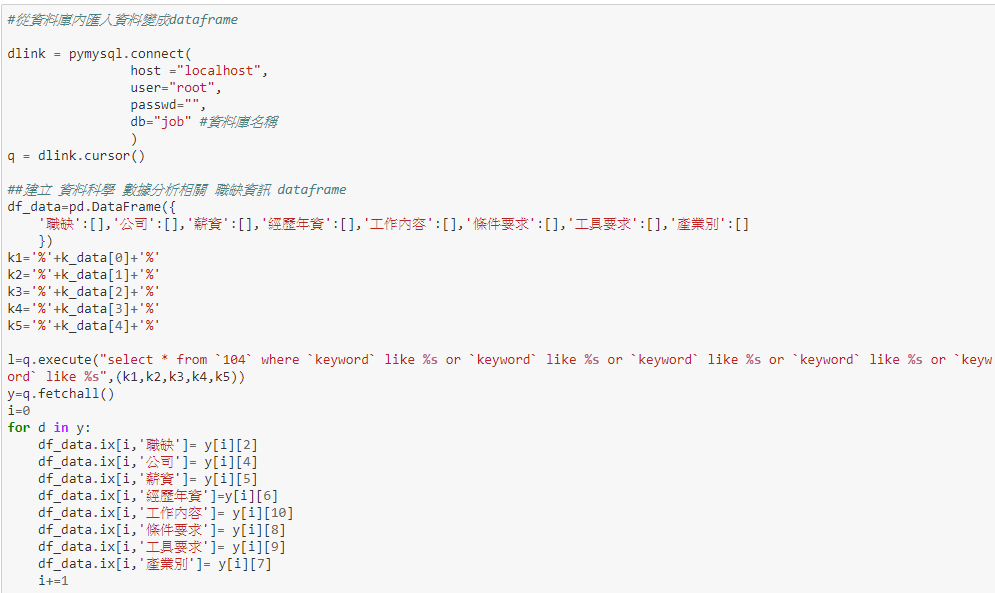 #從資料庫內匯入資料變成dataframe
dlink = pymysql.connect(
host ="localhost",
user="root",
passwd="",
db="job" #資料庫名稱
)
q = dlink.cursor()
##建立 資料科學 數據分析相關 職缺資訊 dataframe
df_data=pd.DataFrame({
'職缺':[],'公司':[],'薪資':[],'經歷年資':[],'工作內容':[],'條件要求':[],'工具要求':[],'產業別':[]
})
k1='%'+k_data[0]+'%'
k2='%'+k_data[1]+'%'
k3='%'+k_data[2]+'%'
k4='%'+k_data[3]+'%'
k5='%'+k_data[4]+'%'
l=q.execute("select * from `104` where `keyword` like %s or `keyword` like %s or `keyword` like %s or `keyword` like %s or `keyw
ord` like %s",(k1,k2,k3,k4,k5))
y=q.fetchall()
i=0
for d in y:
df_data.ix[i,'職缺']= y[i][2]
df_data.ix[i,'公司']= y[i][4]
df_data.ix[i,'薪資']= y[i][5]
df_data.ix[i,'經歷年資']=y[i][6]
df_data.ix[i,'工作內容']= y[i][10]
df_data.ix[i,'條件要求']= y[i][8]
df_data.ix[i,'工具要求']= y[i][9]
df_data.ix[i,'產業別']= y[i][7]
i+=1